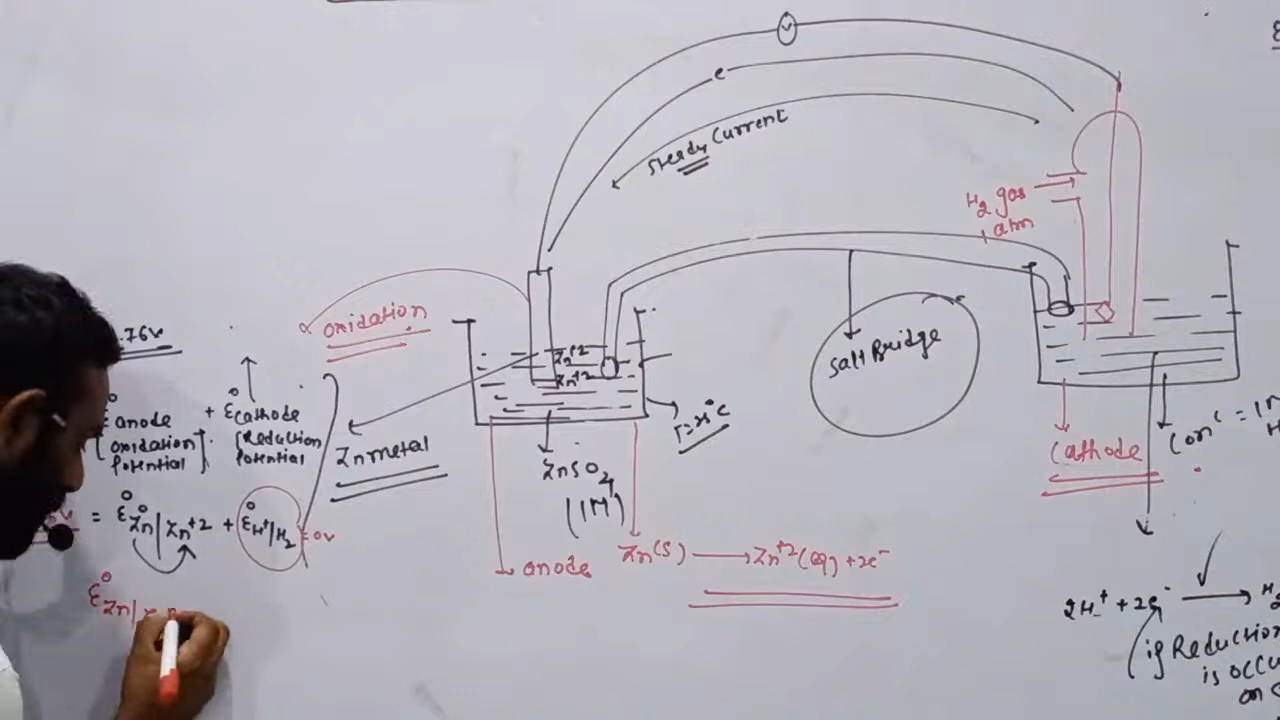 V
e
Steady Current
H2 gas
1 atm
oxidation
.76v
Zn+2
Zn+2
Salt Bridge
ε° anode + ε° cathode
[oxidation Potential]. [Reduction Potential]
Zn metal
ZnSO4
(1M)
Cathode
Conc = 1M
= ε°Zn/Zn+2 + ε°H+/H2 = 0v
anode
Zn(s) → Zn+2(aq) + 2e-
ε°Zn/
2H+ + 2e- → H2
if Reduction
is occu
on